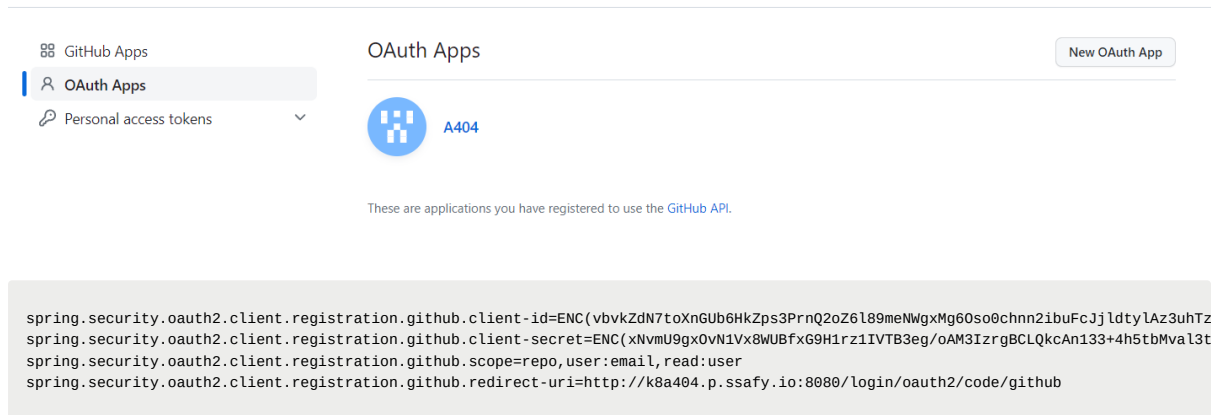 GitHub Apps
OAuth Apps
Personal access tokens
OAuth Apps
New OAuth App
A404
These are applications you have registered to use the GitHub API.
spring.security.oauth2.client.registration.github.client-id=ENC(vbvkZdN7toXnGUb6HkZps3PrnQ2oZ6l89meNWgxMg6Oso0chnn2ibuFcJjldtylAz3uhTz
spring.security.oauth2.client.registration.github.client-secret=ENC(xNvmU9gxOvN1Vx8WUBfxG9H1rz1IVTB3eg/oAM3IzrgBCLQkcAn133+4h5tbMval3t
spring.security.oauth2.client.registration.github.scope=repo,user:email,read:user
spring.security.oauth2.client.registration.github.redirect-uri=http://k8a404.p.ssafy.io:8080/login/oauth2/code/github